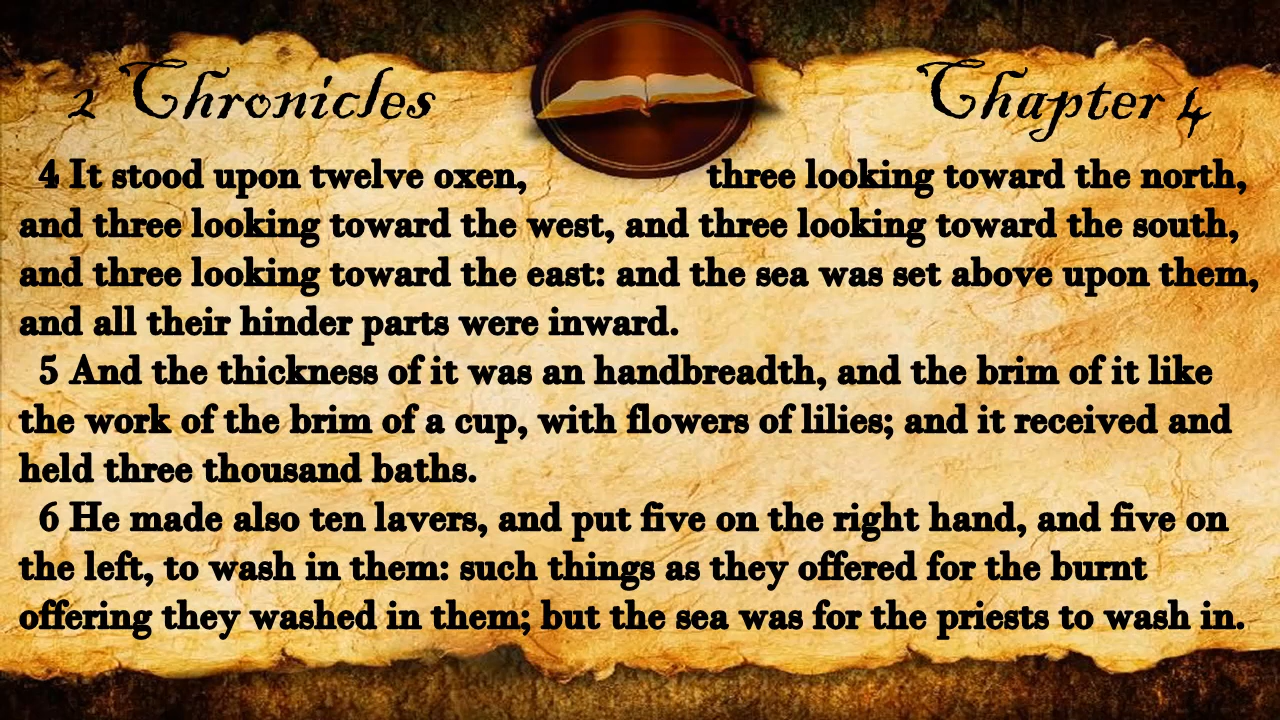 2 Chronicles Chapter 4
4 It stood upon twelve oxen, three looking toward the north,
and three looking toward the west, and three looking toward the south,
and three looking toward the east: and the sea was set above upon them,
and all their hinder parts were inward.
5 And the thickness of it was an handbreadth, and the brim of it like
the work of the brim of a cup, with flowers of lilies; and it received and
held three thousand baths.
6 He made also ten lavers, and put five on the right hand, and five on
the left, to wash in them: such things as they offered for the burnt
offering they washed in them; but the sea was for the priests to wash in.